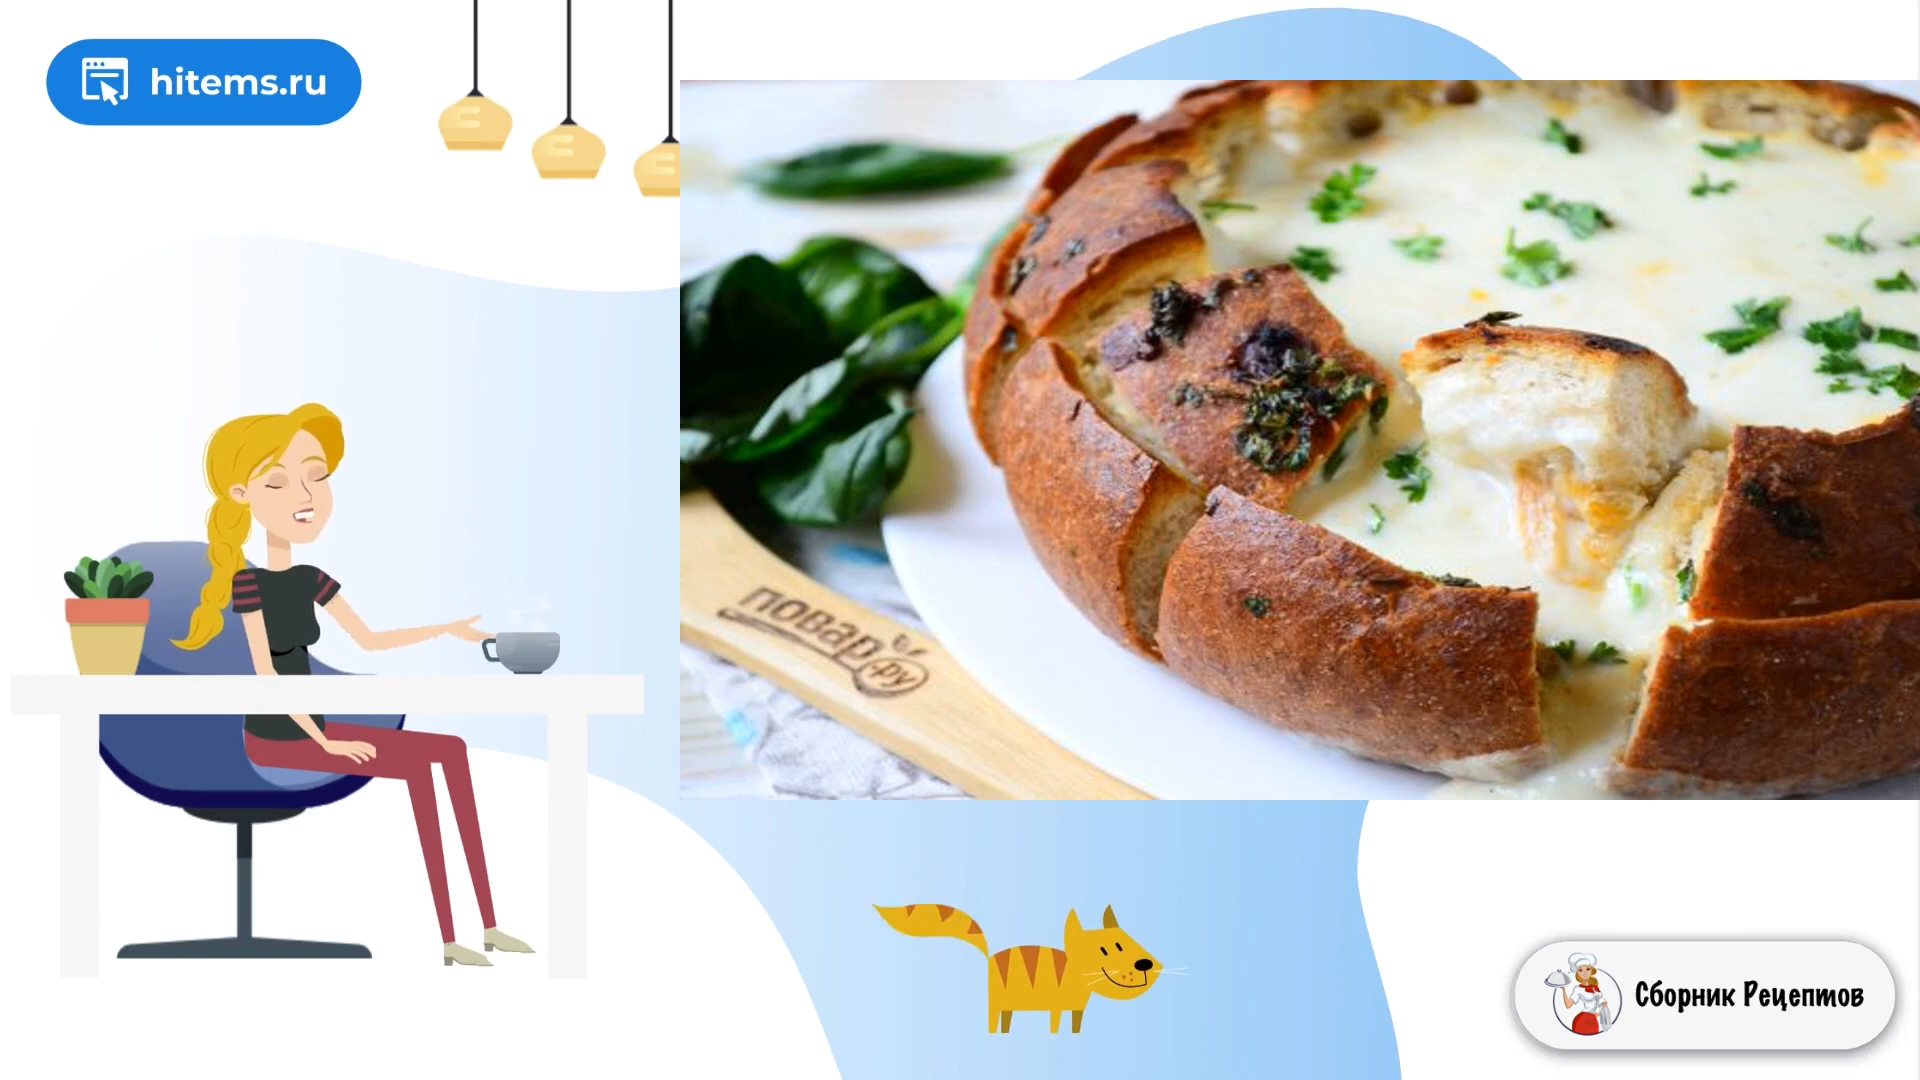 hitems.ru
повар
.ру
Сборник Рецептов